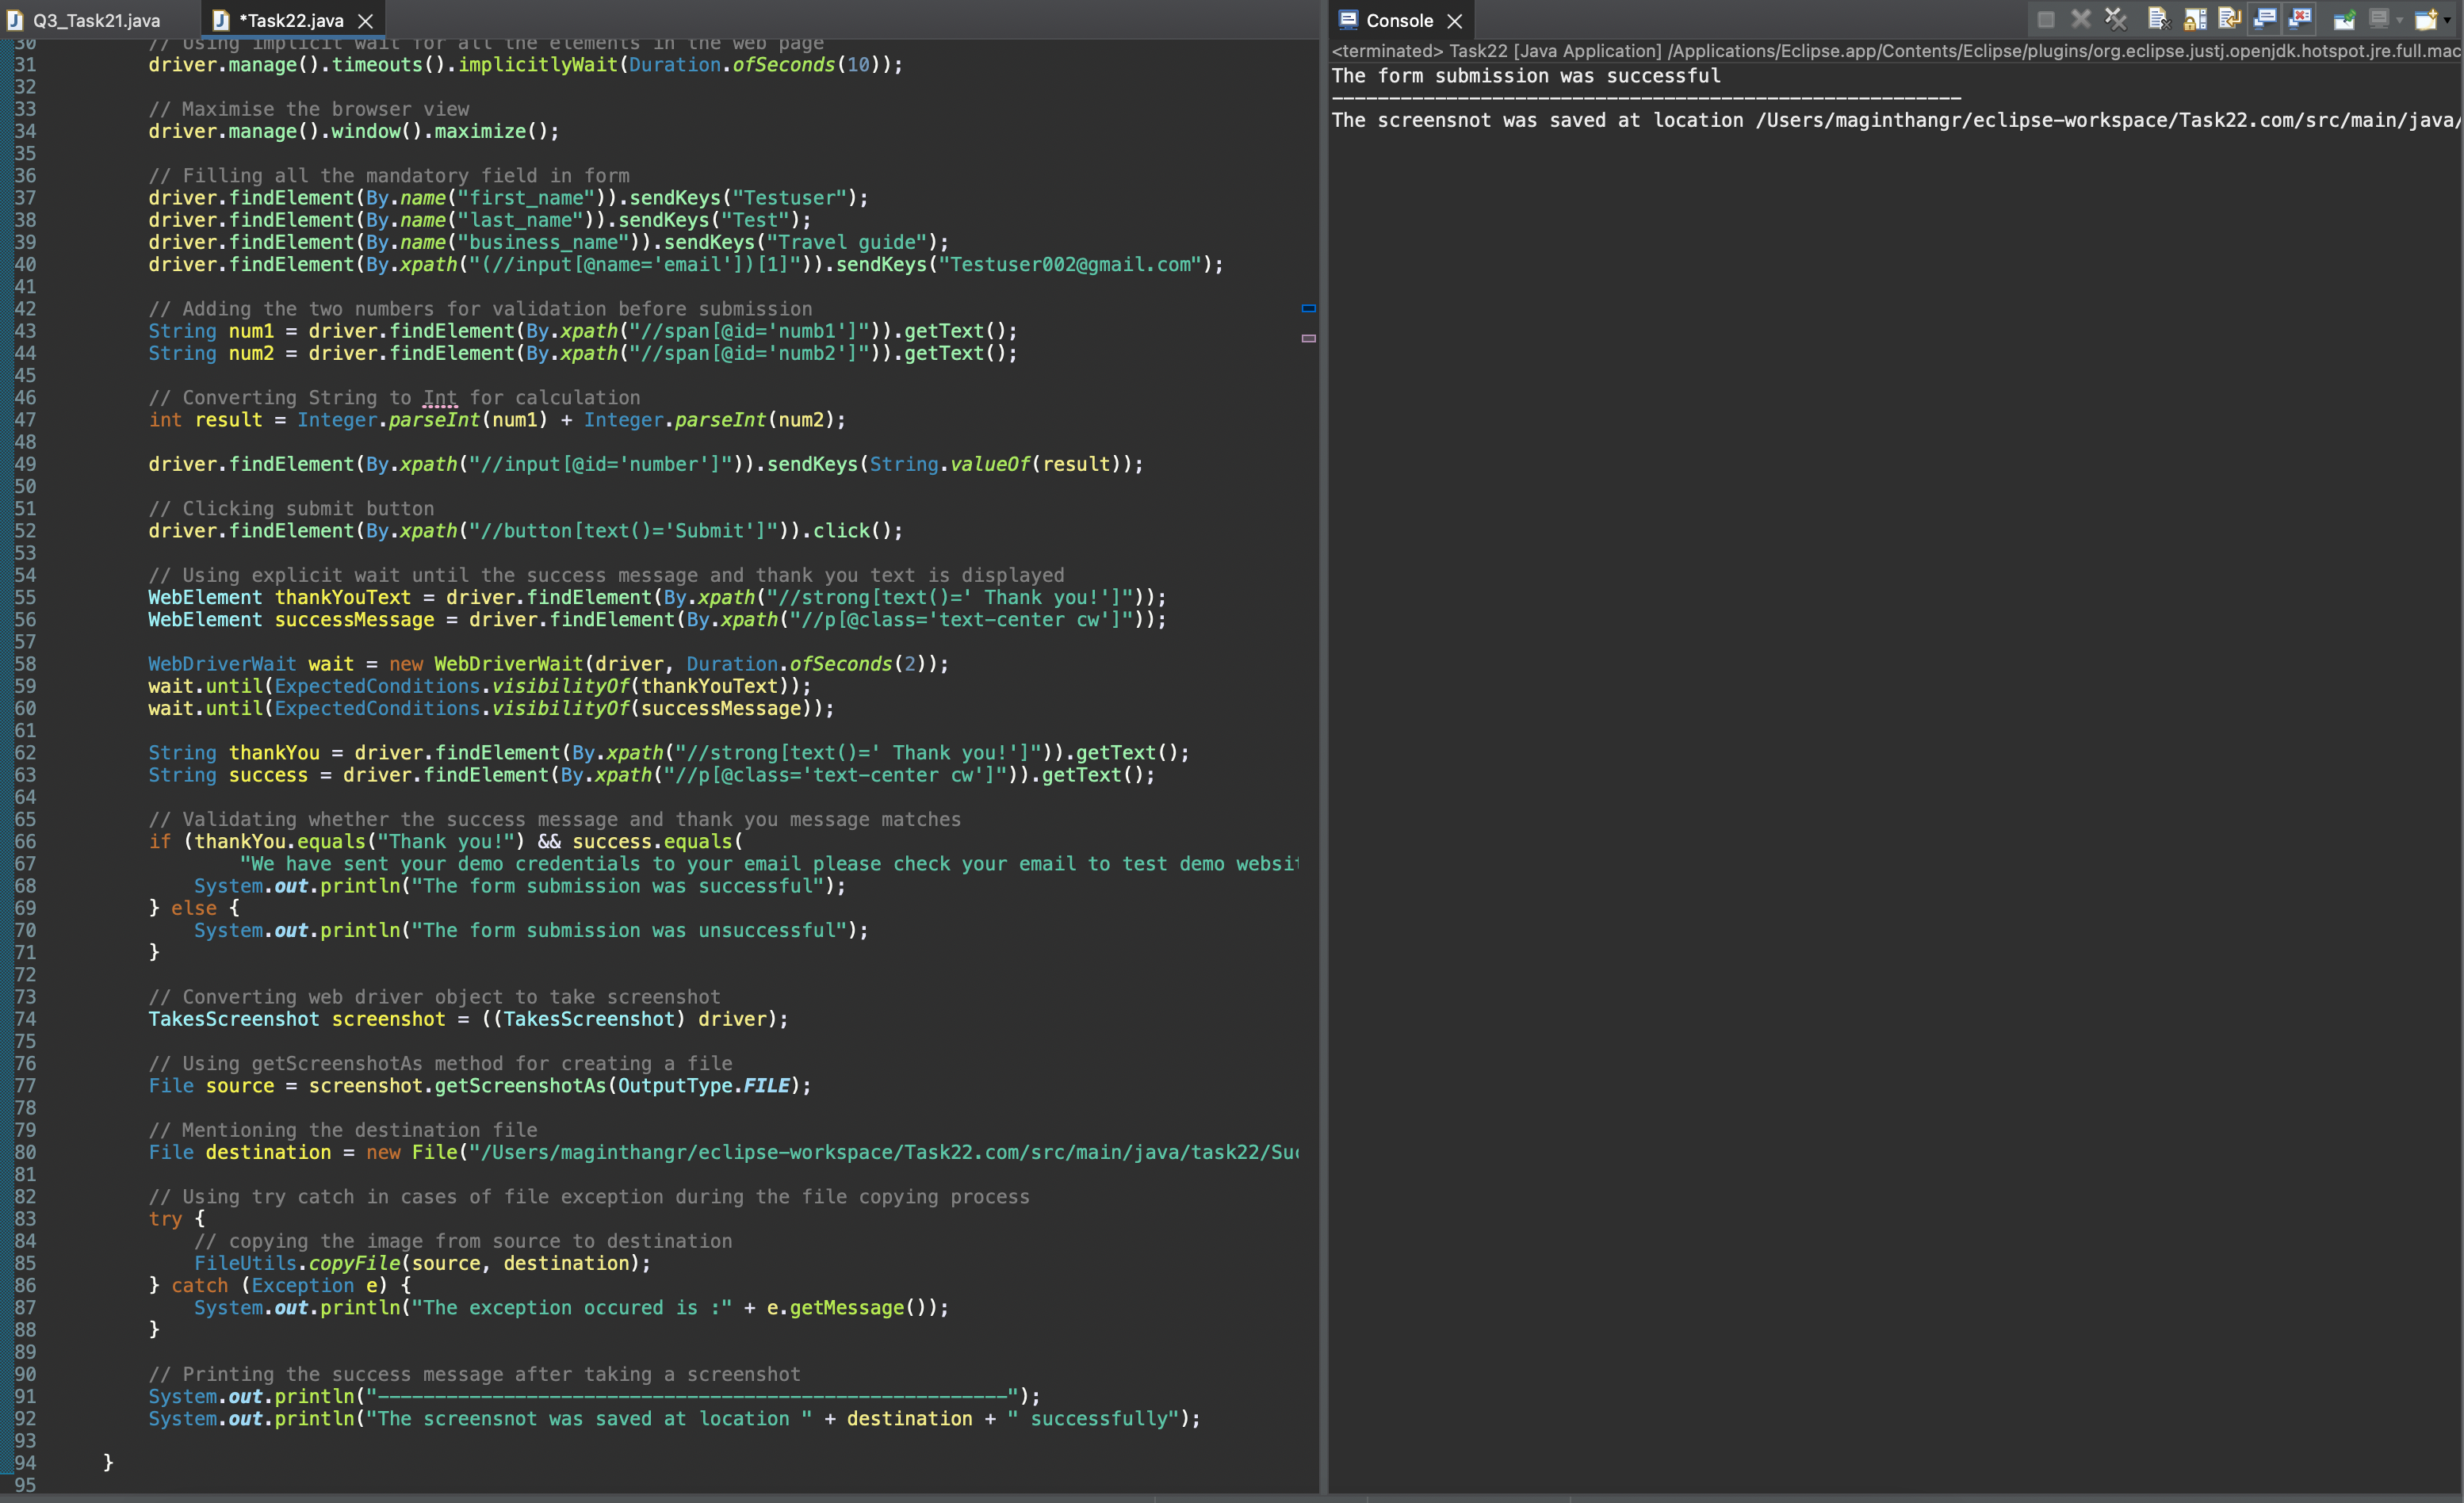 Q3_Task21.java
*Task22.java
30 // Using implicit wait for all the elements in the web page
31 driver.manage().timeouts().implicitlyWait(Duration.ofSeconds(10));
32
33 // Maximise the browser view
34 driver.manage().window().maximize();
35
36 // Filling all the mandatory field in form
37 driver.findElement(By.name("first_name")).sendKeys("Testuser");
38 driver.findElement(By.name("last_name")).sendKeys("Test");
39 driver.findElement(By.name("business_name")).sendKeys("Travel guide");
40 driver.findElement(By.xpath("(//input[@name='email'])[1]")).sendKeys("Testuser002@gmail.com");
41
42 // Adding the two numbers for validation before submission
43 String num1 = driver.findElement(By.xpath("//span[@id='numb1']")).getText();
44 String num2 = driver.findElement(By.xpath("//span[@id='numb2']")).getText();
45
46 // Converting String to Int for calculation
47 int result = Integer.parseInt(num1) + Integer.parseInt(num2);
48
49 driver.findElement(By.xpath("//input[@id='number']")).sendKeys(String.valueOf(result));
50
51 // Clicking submit button
52 driver.findElement(By.xpath("//button[text()='Submit']")).click();
53
54 // Using explicit wait until the success message and thank you text is displayed
55 WebElement thankYouText = driver.findElement(By.xpath("//strong[text()=' Thank you!']"));
56 WebElement successMessage = driver.findElement(By.xpath("//p[@class='text-center cw']"));
57
58 WebDriverWait wait = new WebDriverWait(driver, Duration.ofSeconds(2));
59 wait.until(ExpectedConditions.visibilityOf(thankYouText));
60 wait.until(ExpectedConditions.visibilityOf(successMessage));
61
62 String thankYou = driver.findElement(By.xpath("//strong[text()=' Thank you!']")).getText();
63 String success = driver.findElement(By.xpath("//p[@class='text-center cw']")).getText();
64
65 // Validating whether the success message and thank you message matches
66 if (thankYou.equals("Thank you!") && success.equals(
67 "We have sent your demo credentials to your email please check your email to test demo websit
68 System.out.println("The form submission was successful");
69 } else {
70 System.out.println("The form submission was unsuccessful");
71 }
72
73 // Converting web driver object to take screenshot
74 TakesScreenshot screenshot = ((TakesScreenshot) driver);
75
76 // Using getScreenshotAs method for creating a file
77 File source = screenshot.getScreenshotAs(OutputType.FILE);
78
79 // Mentioning the destination file
80 File destination = new File("/Users/maginthangr/eclipse-workspace/Task22.com/src/main/java/task22/Suc
81
82 // Using try catch in cases of file exception during the file copying process
83 try {
84 // copying the image from source to destination
85 FileUtils.copyFile(source, destination);
86 } catch (Exception e) {
87 System.out.println("The exception occured is :" + e.getMessage());
88 }
89
90 // Printing the success message after taking a screenshot
91 System.out.println("-------------------------------------------------------");
92 System.out.println("The screensnot was saved at location " + destination + " successfully");
93
94 }
95
Console
<terminated> Task22 [Java Application] /Applications/Eclipse.app/Contents/Eclipse/plugins/org.eclipse.justj.openjdk.hotspot.jre.full.mac
The form submission was successful
-------------------------------------------------------
The screensnot was saved at location /Users/maginthangr/eclipse-workspace/Task22.com/src/main/java/